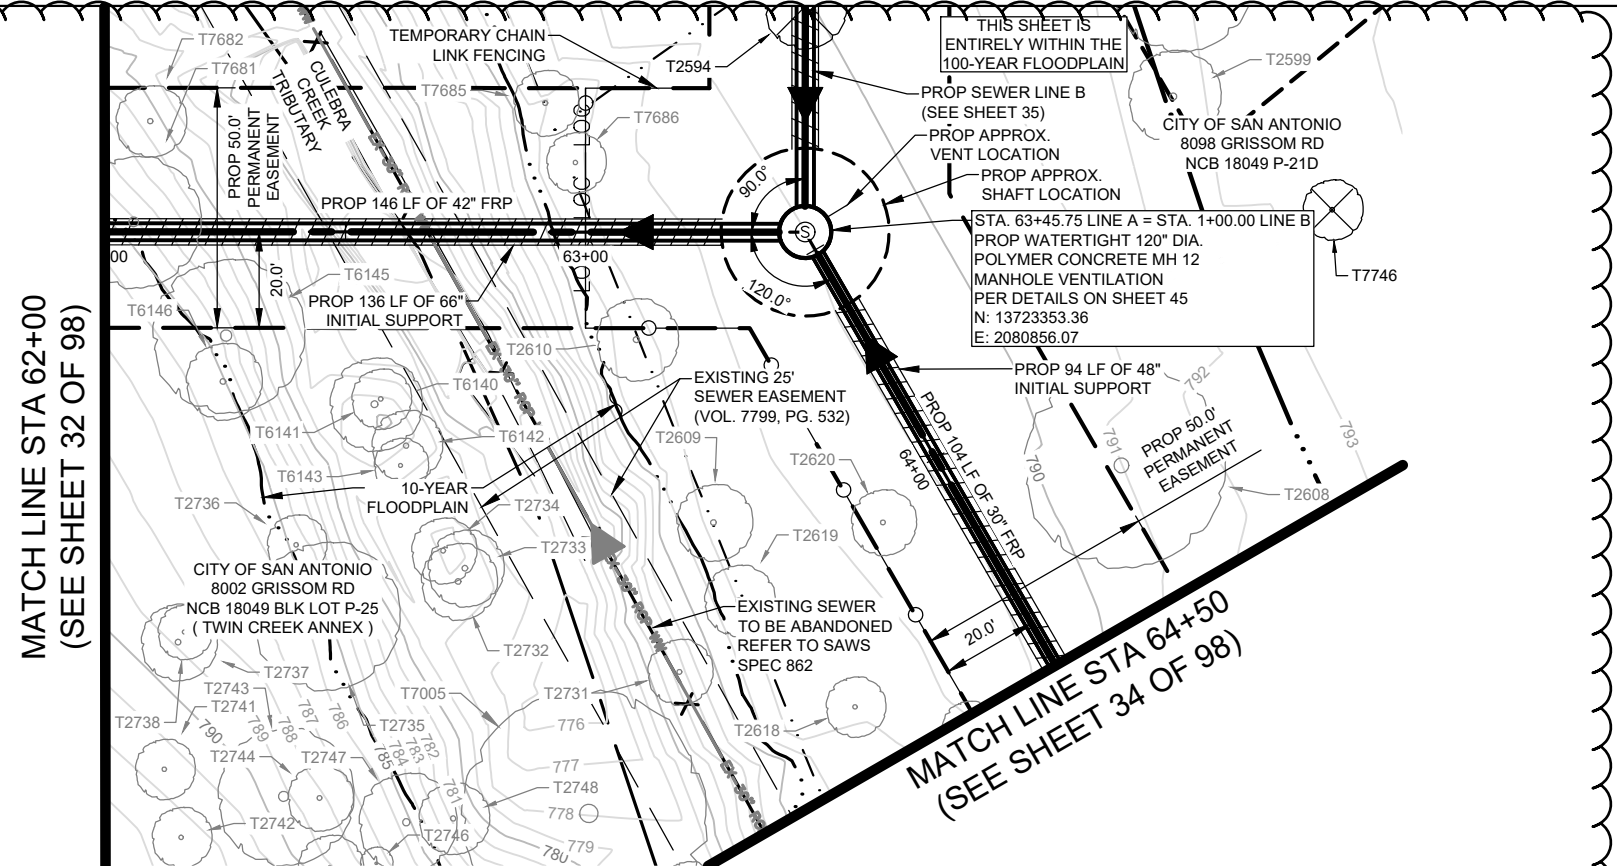 THIS SHEET IS
ENTIRELY WITHIN THE
100-YEAR FLOODPLAIN
TEMPORARY CHAIN
LINK FENCING
T2594
T7682
T7681
T7685
T7686
T2599
CULEBRA
CREEK
TRIBUTARY
PROP 50.0'
PERMANENT
EASEMENT
PROP SEWER LINE B
(SEE SHEET 35)
PROP APPROX.
VENT LOCATION
PROP APPROX.
SHAFT LOCATION
CITY OF SAN ANTONIO
8098 GRISSOM RD
NCB 18049 P-21D
90.0°
120.0°
S
PROP 146 LF OF 42" FRP
00
63+00
20.0'
STA. 63+45.75 LINE A = STA. 1+00.00 LINE B
PROP WATERTIGHT 120" DIA.
POLYMER CONCRETE MH 12
MANHOLE VENTILATION
PER DETAILS ON SHEET 45
N: 13723353.36
E: 2080856.07
T7746
T6145
T6146
PROP 136 LF OF 66"
INITIAL SUPPORT
T2610
T6140
T6141
T6142
T6143
EXISTING 25'
SEWER EASEMENT
(VOL. 7799, PG. 532)
PROP 94 LF OF 48"
INITIAL SUPPORT
PROP 104 LF OF 30" FRP
64+00
792
791
790
793
PROP 50.0'
PERMANENT
EASEMENT
T2608
T2609
T2620
10-YEAR
FLOODPLAIN
T2736
T2734
T2733
T2619
MATCH LINE STA 62+00
(SEE SHEET 32 OF 98)
CITY OF SAN ANTONIO
8002 GRISSOM RD
NCB 18049 BLK LOT P-25
( TWIN CREEK ANNEX )
EXISTING SEWER
TO BE ABANDONED
REFER TO SAWS
SPEC 862
20.0'
T2732
T2737
T2743
T2741
T2738
T7005
T2731
T2735
T2618
T2744
T2747
T2748
T2742
T2746
790
789
788
787
786
785
784
783
782
781
776
777
778
779
780
MATCH LINE STA 64+50
(SEE SHEET 34 OF 98)